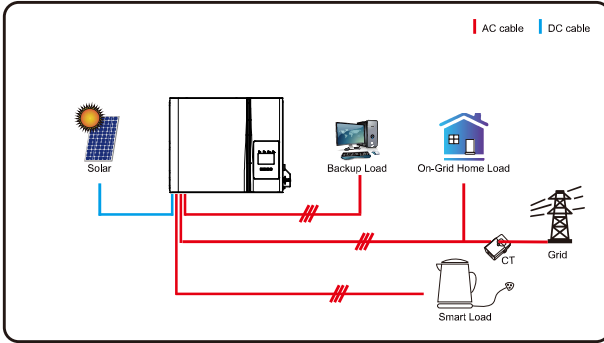 AC cable
DC cable
Solar
Backup Load
On-Grid Home Load
CT
Grid
Smart Load